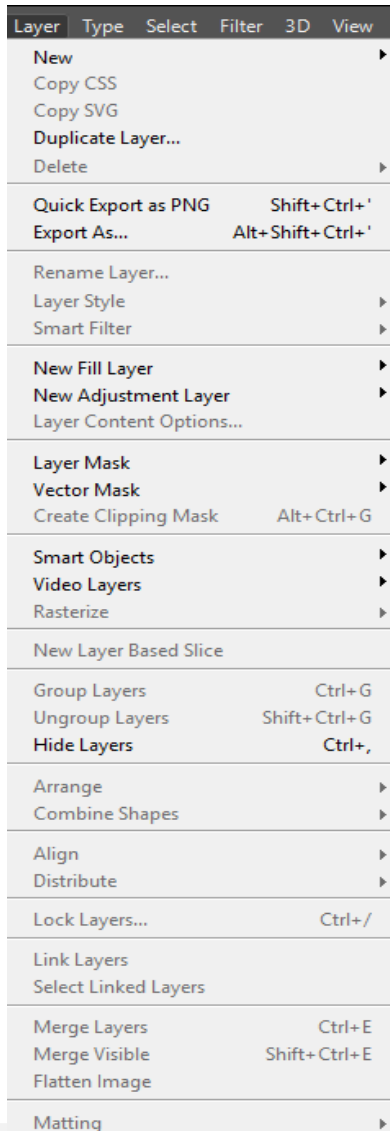 Layer Type Select Filter 3D View
New
Copy CSS
Copy SVG
Duplicate Layer...
Delete
Quick Export as PNG Shift+Ctrl+'
Export As... Alt+Shift+Ctrl+'
Rename Layer...
Layer Style
Smart Filter
New Fill Layer
New Adjustment Layer
Layer Content Options...
Layer Mask
Vector Mask
Create Clipping Mask Alt+Ctrl+G
Smart Objects
Video Layers
Rasterize
New Layer Based Slice
Group Layers Ctrl+G
Ungroup Layers Shift+Ctrl+G
Hide Layers Ctrl+,
Arrange
Combine Shapes
Align
Distribute
Lock Layers... Ctrl+/
Link Layers
Select Linked Layers
Merge Layers Ctrl+E
Merge Visible Shift+Ctrl+E
Flatten Image
Matting